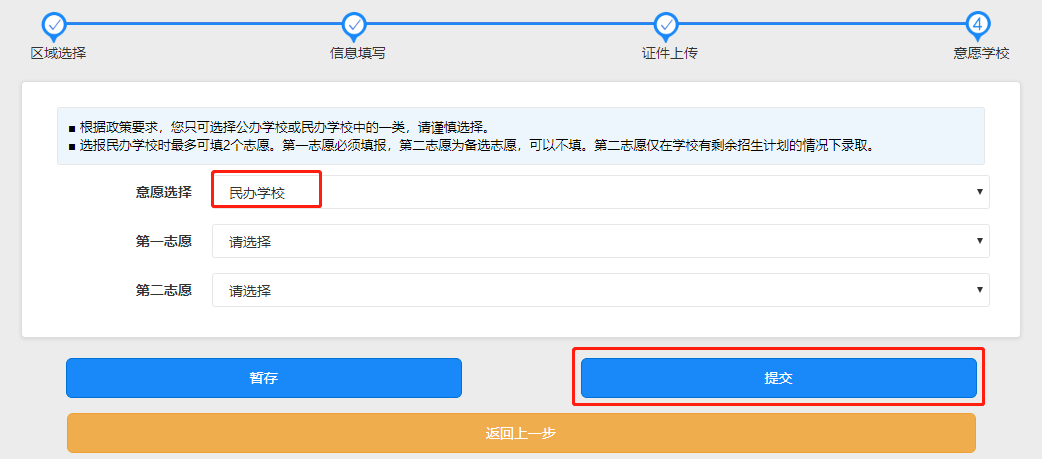 4
区域选择
信息填写
证件上传
意愿学校
■ 根据政策要求，您只可选择公办学校或民办学校中的一类，请谨慎选择。
■ 选报民办学校时最多可填2个志愿。第一志愿必须填报，第二志愿为备选志愿，可以不填。第二志愿仅在学校有剩余招生计划的情况下录取。
意愿选择 民办学校
第一志愿 请选择
第二志愿 请选择
暂存
提交
返回上一步